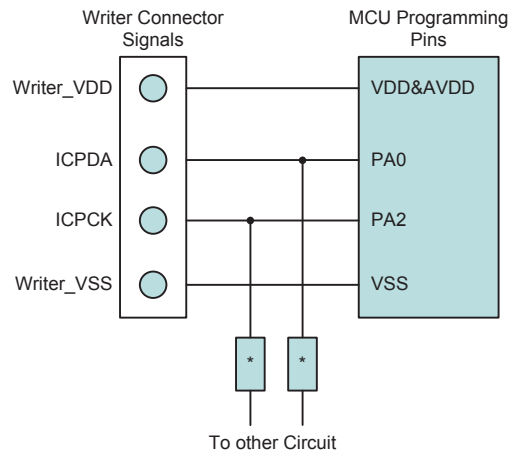 Writer Connector
Signals
MCU Programming
Pins
Writer_VDD
VDD&AVDD
ICPDA
PA0
ICPCK
PA2
Writer_VSS
VSS
*
*
To other Circuit